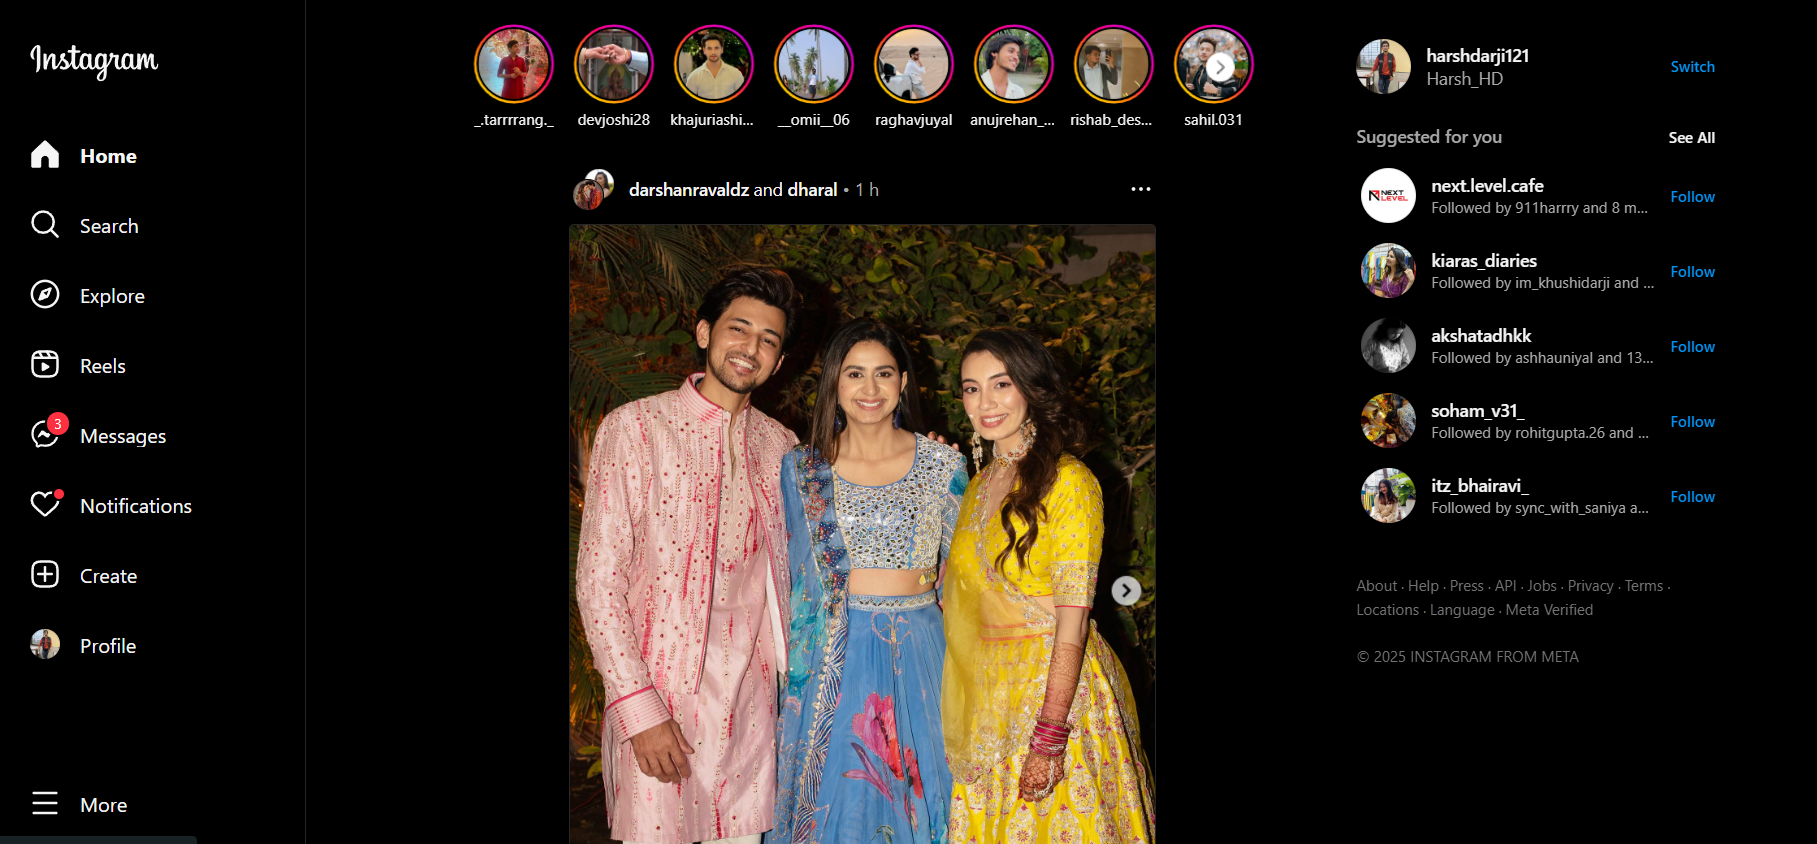 Instagram
Home
Search
Explore
Reels
3
Messages
Notifications
Create
Profile
More
_.tarrrrang._
devjoshi28
khajuriashi...
__omii__06
raghavjuyal
anujrehan_...
rishab_des...
sahil.031
darshanravaldz and dharal • 1 h
harshdarji121
Harsh_HD
Switch
Suggested for you
See All
next.level.cafe
Followed by 911harrry and 8 m...
Follow
NEXT
LEVEL
kiaras_diaries
Followed by im_khushidarji and ...
Follow
akshatadhkk
Followed by ashhauniyal and 13...
Follow
soham_v31_
Followed by rohitgupta.26 and ...
Follow
itz_bhairavi_
Followed by sync_with_saniya a...
Follow
About · Help · Press · API · Jobs · Privacy · Terms ·
Locations · Language · Meta Verified
© 2025 INSTAGRAM FROM META